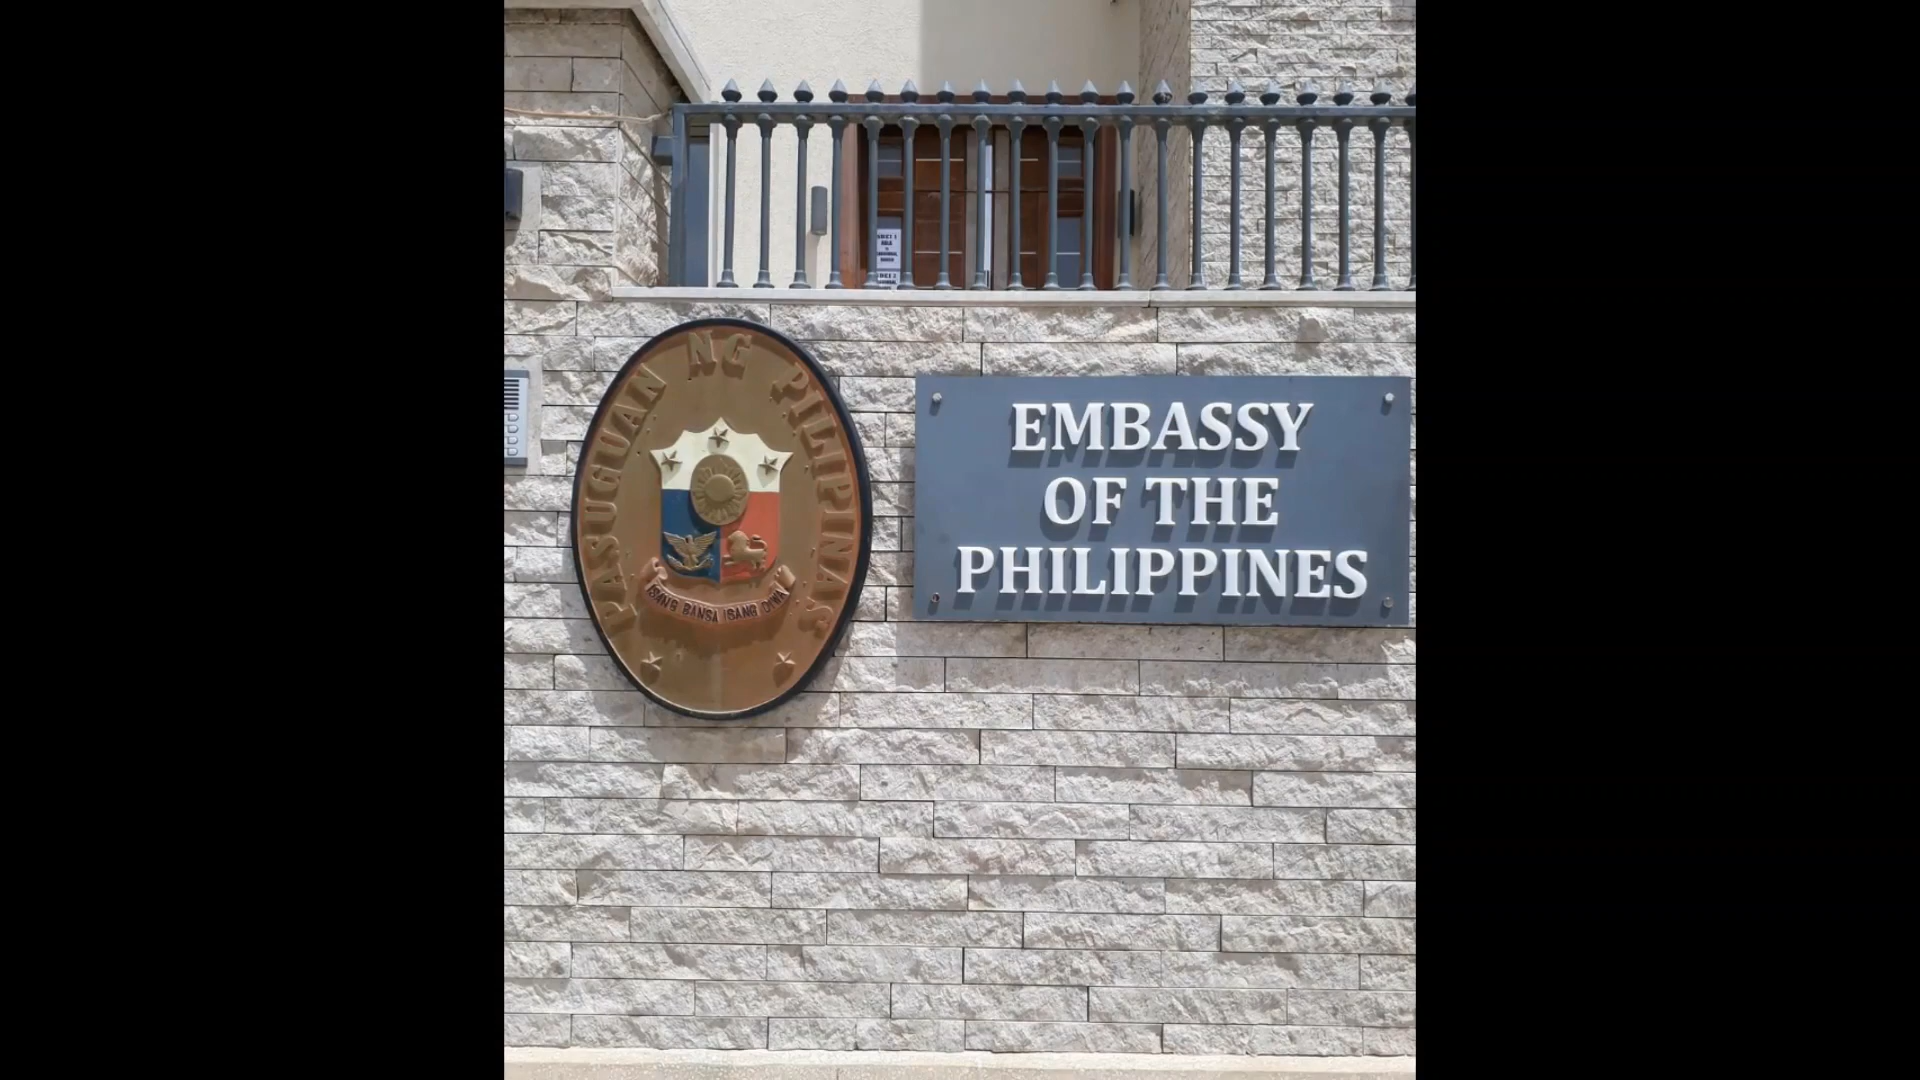 PASUGUAN NG PILIPINAS
ISANG BANSA ISANG DIWA
EMBASSY
OF THE
PHILIPPINES